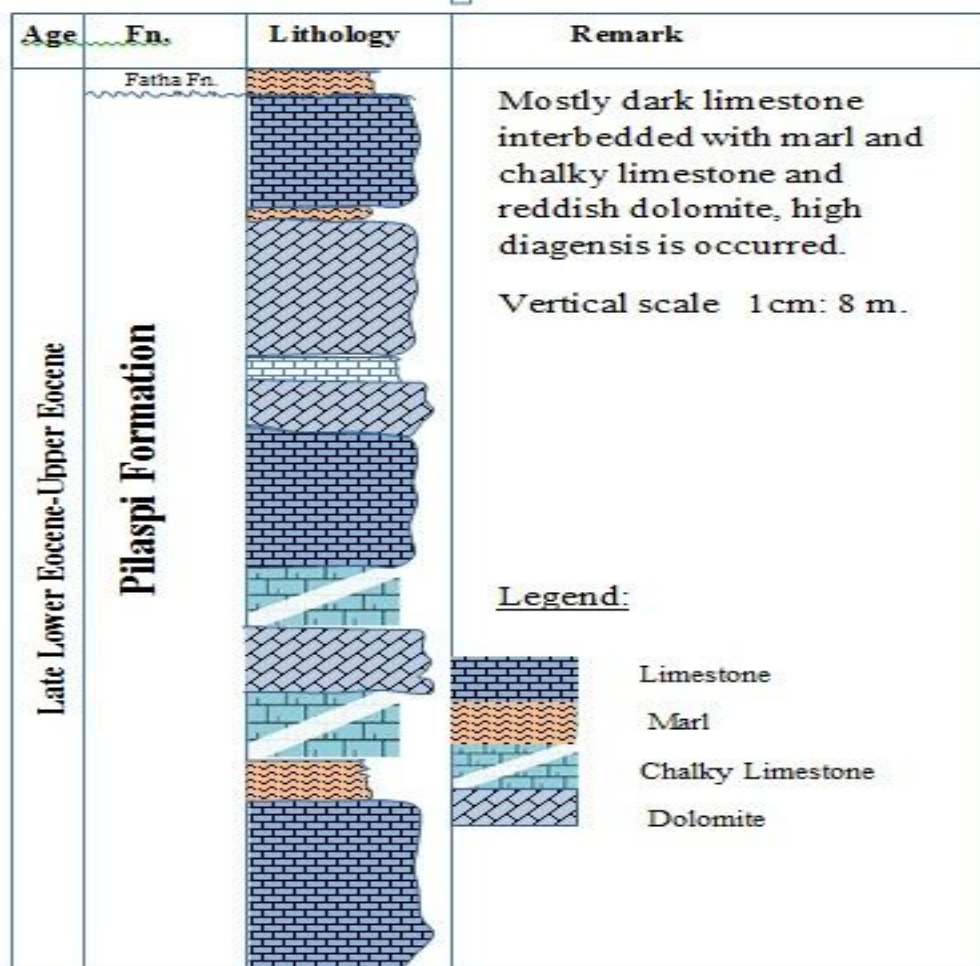 Age Fn. Lithology Remark
Fatha Fn.
Late Lower Eocene-Upper Eocene
Pilaspi Formation
Mostly dark limestone
interbedded with marl and
chalky limestone and
reddish dolomite, high
diagensis is occurred.
Vertical scale 1cm: 8 m.
Legend:
Limestone
Marl
Chalky Limestone
Dolomite